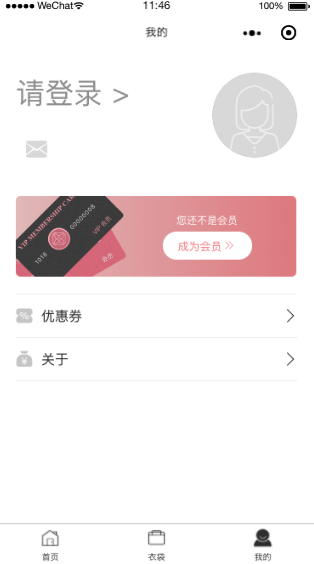 WeChat 11:46 100%
我的
请登录 >
VIP MEMBERSHIP CARD
00000008
VIP 会员
1018
会员
您还不是会员
成为会员 >>
% 优惠券 >
¥ 关于 >
首页 衣袋 我的